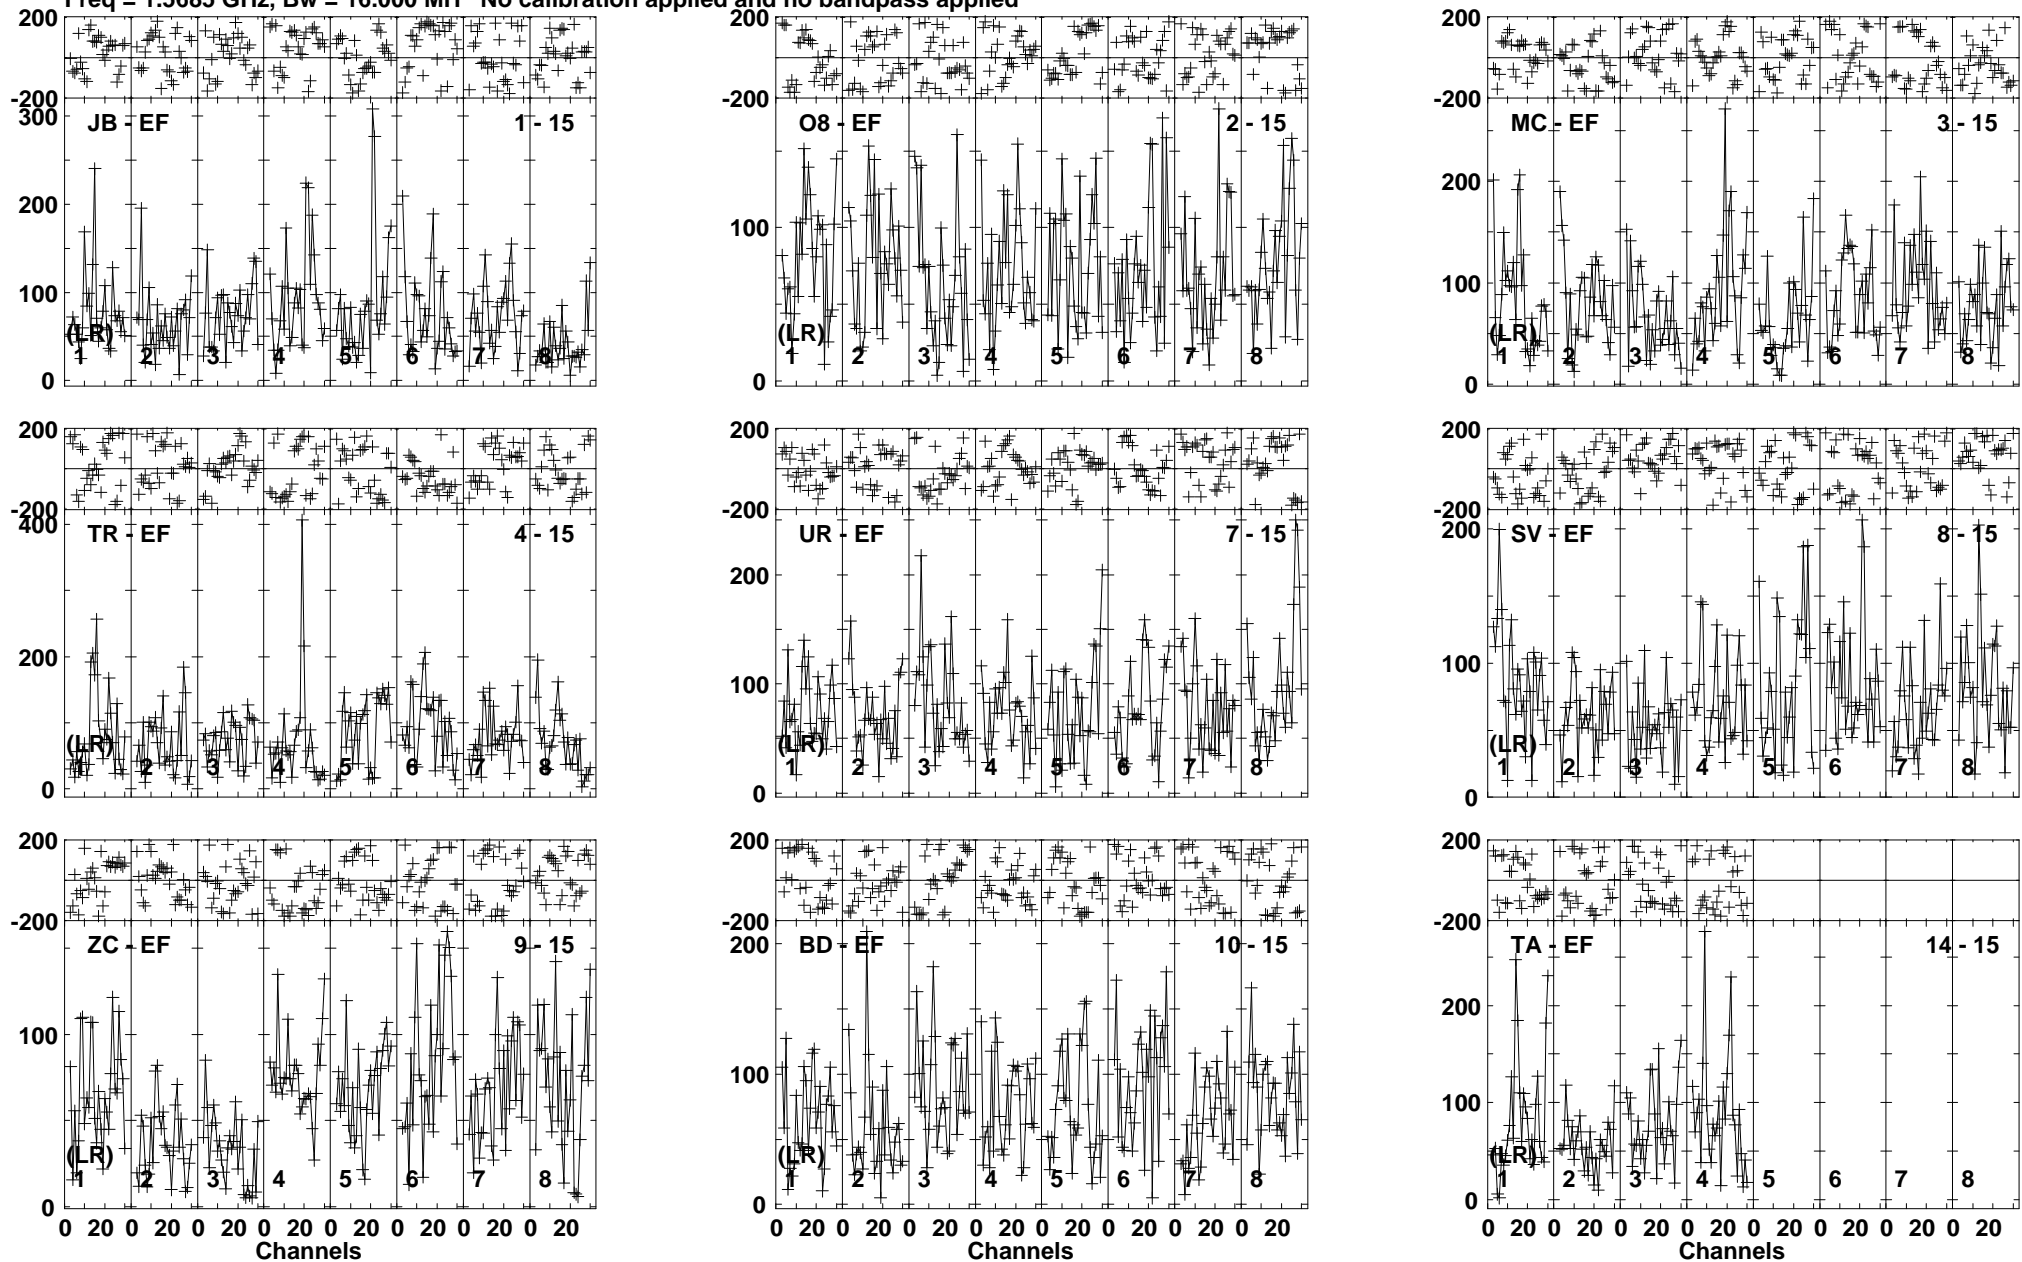 Freq = 1.5685 GHz, Bw = 16.000 MH No calibration applied and no bandpass applied
200 200 200
-200 -200 -200
JB - EF 1 - 15 O8 - EF 2 - 15 MC - EF 3 - 15
300
200 200
100 100 100
(LR) (LR) (LR)
1 2 3 4 5 6 7 8 1 2 3 4 5 6 7 8 1 2 3 4 5 6 7 8
0 0 0
200 200 200
-200 -200 -200
TR - EF 4 - 15 UR - EF 7 - 15 SV - EF 8 - 15
400 200
200 200
100 100
(LR) (LR) (LR)
1 2 3 4 5 6 7 8 1 2 3 4 5 6 7 8 1 2 3 4 5 6 7 8
0 0 0
200 200 200
-200 -200 -200
ZC - EF 9 - 15 BD - EF 10 - 15 TA - EF 14 - 15
200 200
100 100 100
(LR) (LR) (LR)
1 2 3 4 5 6 7 8 1 2 3 4 5 6 7 8 1 2 3 4 5 6 7 8
0 0 0
0 20 0 20 0 20 0 20 0 20 0 20 0 20 0 20 0 20 0 20 0 20 0 20 0 20 0 20 0 20 0 20 0 20 0 20 0 20 0 20 0 20 0 20 0 20 0 20
Channels Channels Channels